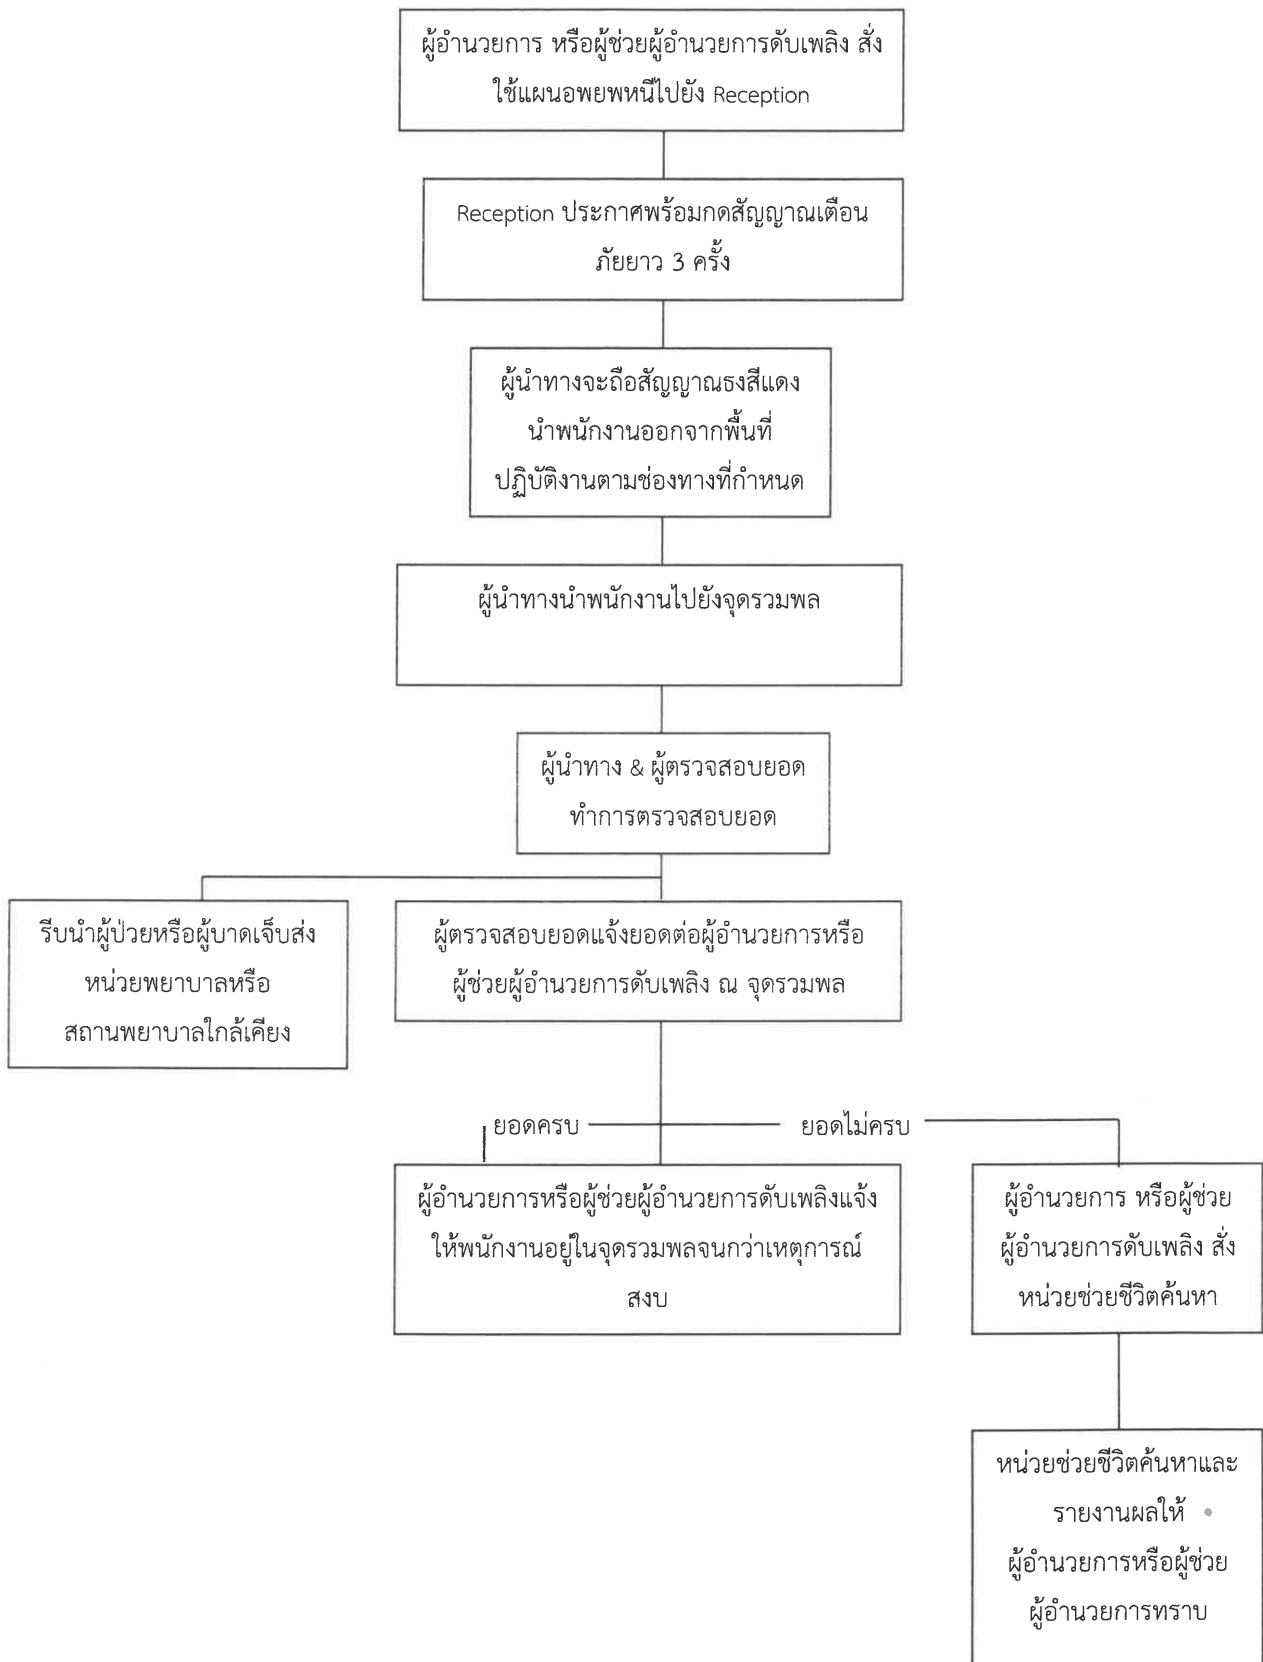 ผู้อำนวยการ หรือผู้ช่วยผู้อำนวยการดับเพลิง สั่ง
ใช้แผนอพยพหนีไปยัง Reception
Reception ประกาศพร้อมกดสัญญาณเตือน
ภัยยาว 3 ครั้ง
ผู้นำทางจะถือสัญญาณธงสีแดง
นำพนักงานออกจากพื้นที่
ปฏิบัติงานตามช่องทางที่กำหนด
ผู้นำทางนำพนักงานไปยังจุดรวมพล
ผู้นำทาง & ผู้ตรวจสอบยอด
ทำการตรวจสอบยอด
รีบนำผู้ป่วยหรือผู้บาดเจ็บส่ง
หน่วยพยาบาลหรือ
สถานพยาบาลใกล้เคียง
ผู้ตรวจสอบยอดแจ้งยอดต่อผู้อำนวยการหรือ
ผู้ช่วยผู้อำนวยการดับเพลิง ณ จุดรวมพล
ยอดครบ
ยอดไม่ครบ
ผู้อำนวยการหรือผู้ช่วยผู้อำนวยการดับเพลิงแจ้ง
ให้พนักงานอยู่ในจุดรวมพลจนกว่าเหตุการณ์
สงบ
ผู้อำนวยการ หรือผู้ช่วย
ผู้อำนวยการดับเพลิง สั่ง
หน่วยช่วยชีวิตค้นหา
หน่วยช่วยชีวิตค้นหาและ
รายงานผลให้
ผู้อำนวยการหรือผู้ช่วย
ผู้อำนวยการทราบ